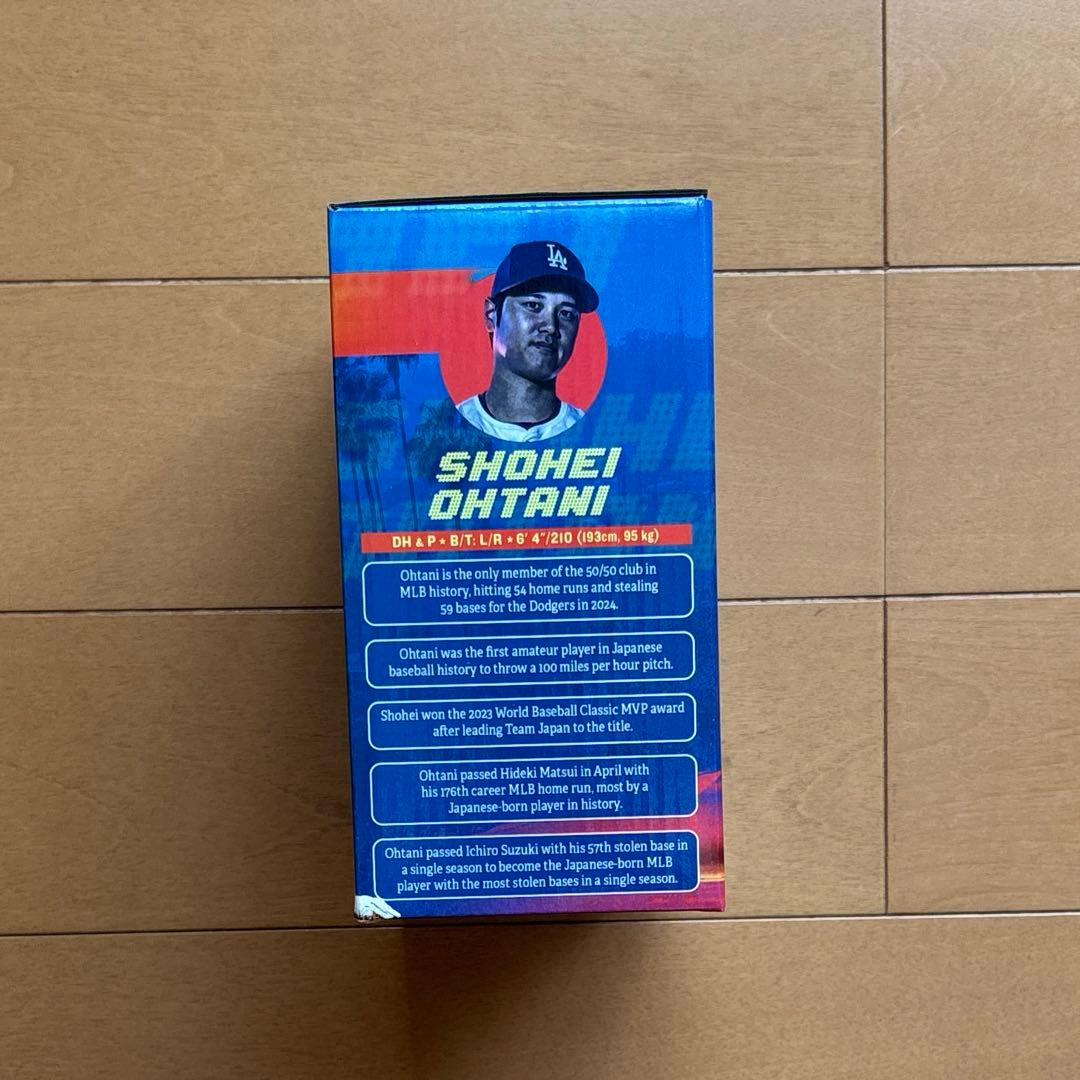 LA
SHOHEI
OHTANI
DH & P ★ B/T: L/R ★ 6' 4"/210 (193cm, 95 kg)
Ohtani is the only member of the 50/50 club in
MLB history, hitting 54 home runs and stealing
59 bases for the Dodgers in 2024.
Ohtani was the first amateur player in Japanese
baseball history to throw a 100 miles per hour pitch.
Shohei won the 2023 World Baseball Classic MVP award
after leading Team Japan to the title.
Ohtani passed Hideki Matsui in April with
his 176th career MLB home run, most by a
Japanese-born player in history.
Ohtani passed Ichiro Suzuki with his 57th stolen base in
a single season to become the Japanese-born MLB
player with the most stolen bases in a single season.